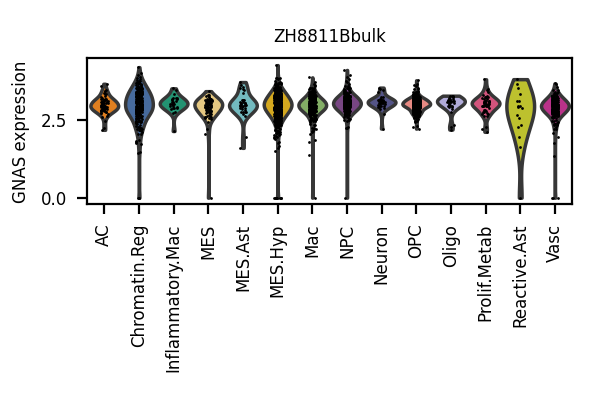 ZH8811Bbulk
GNAS expression
2.5
0.0
AC
Chromatin.Reg
Inflammatory.Mac
MES
MES.Ast
MES.Hyp
Mac
NPC
Neuron
OPC
Oligo
Prolif.Metab
Reactive.Ast
Vasc